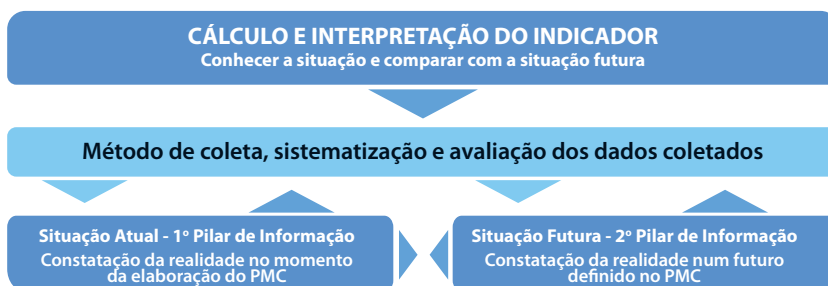 CÁLCULO E INTERPRETAÇÃO DO INDICADOR
Conhecer a situação e comparar com a situação futura
Método de coleta, sistematização e avaliação dos dados coletados
Situação Atual - 1º Pilar de Informação
Constatação da realidade no momento
da elaboração do PMC
Situação Futura - 2º Pilar de Informação
Constatação da realidade num futuro
definido no PMC